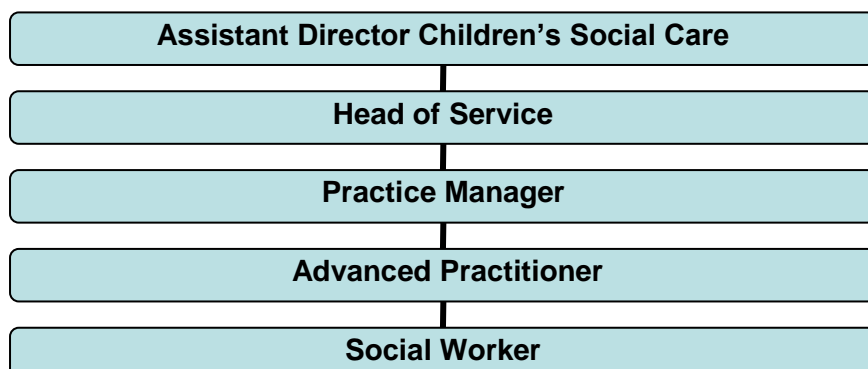 Assistant Director Children’s Social Care
Head of Service
Practice Manager
Advanced Practitioner
Social Worker